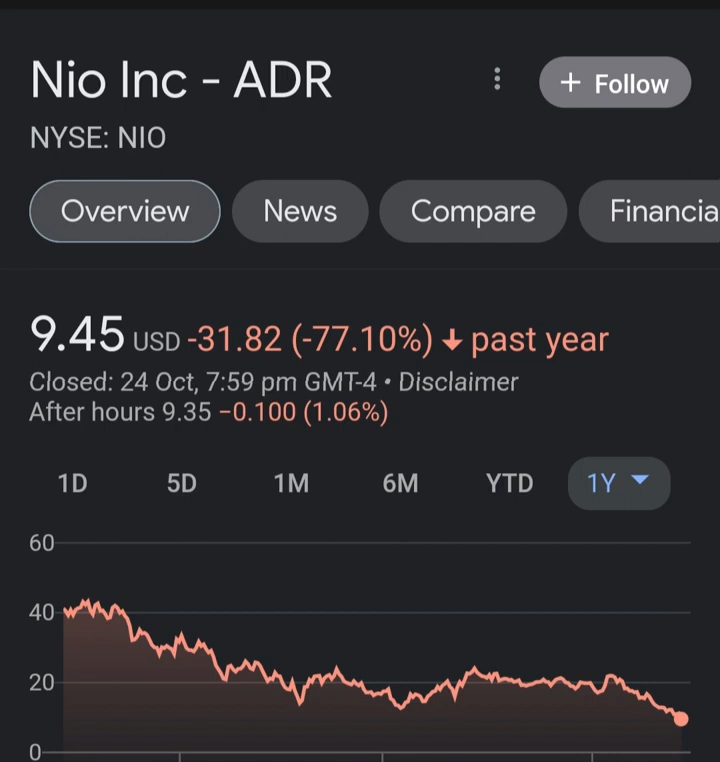 Nio Inc - ADR
+ Follow
NYSE: NIO
Overview News Compare Financia
9.45 USD -31.82 (-77.10%) ↓ past year
Closed: 24 Oct, 7:59 pm GMT-4 • Disclaimer
After hours 9.35 −0.100 (1.06%)
1D 5D 1M 6M YTD 1Y
60
40
20
0